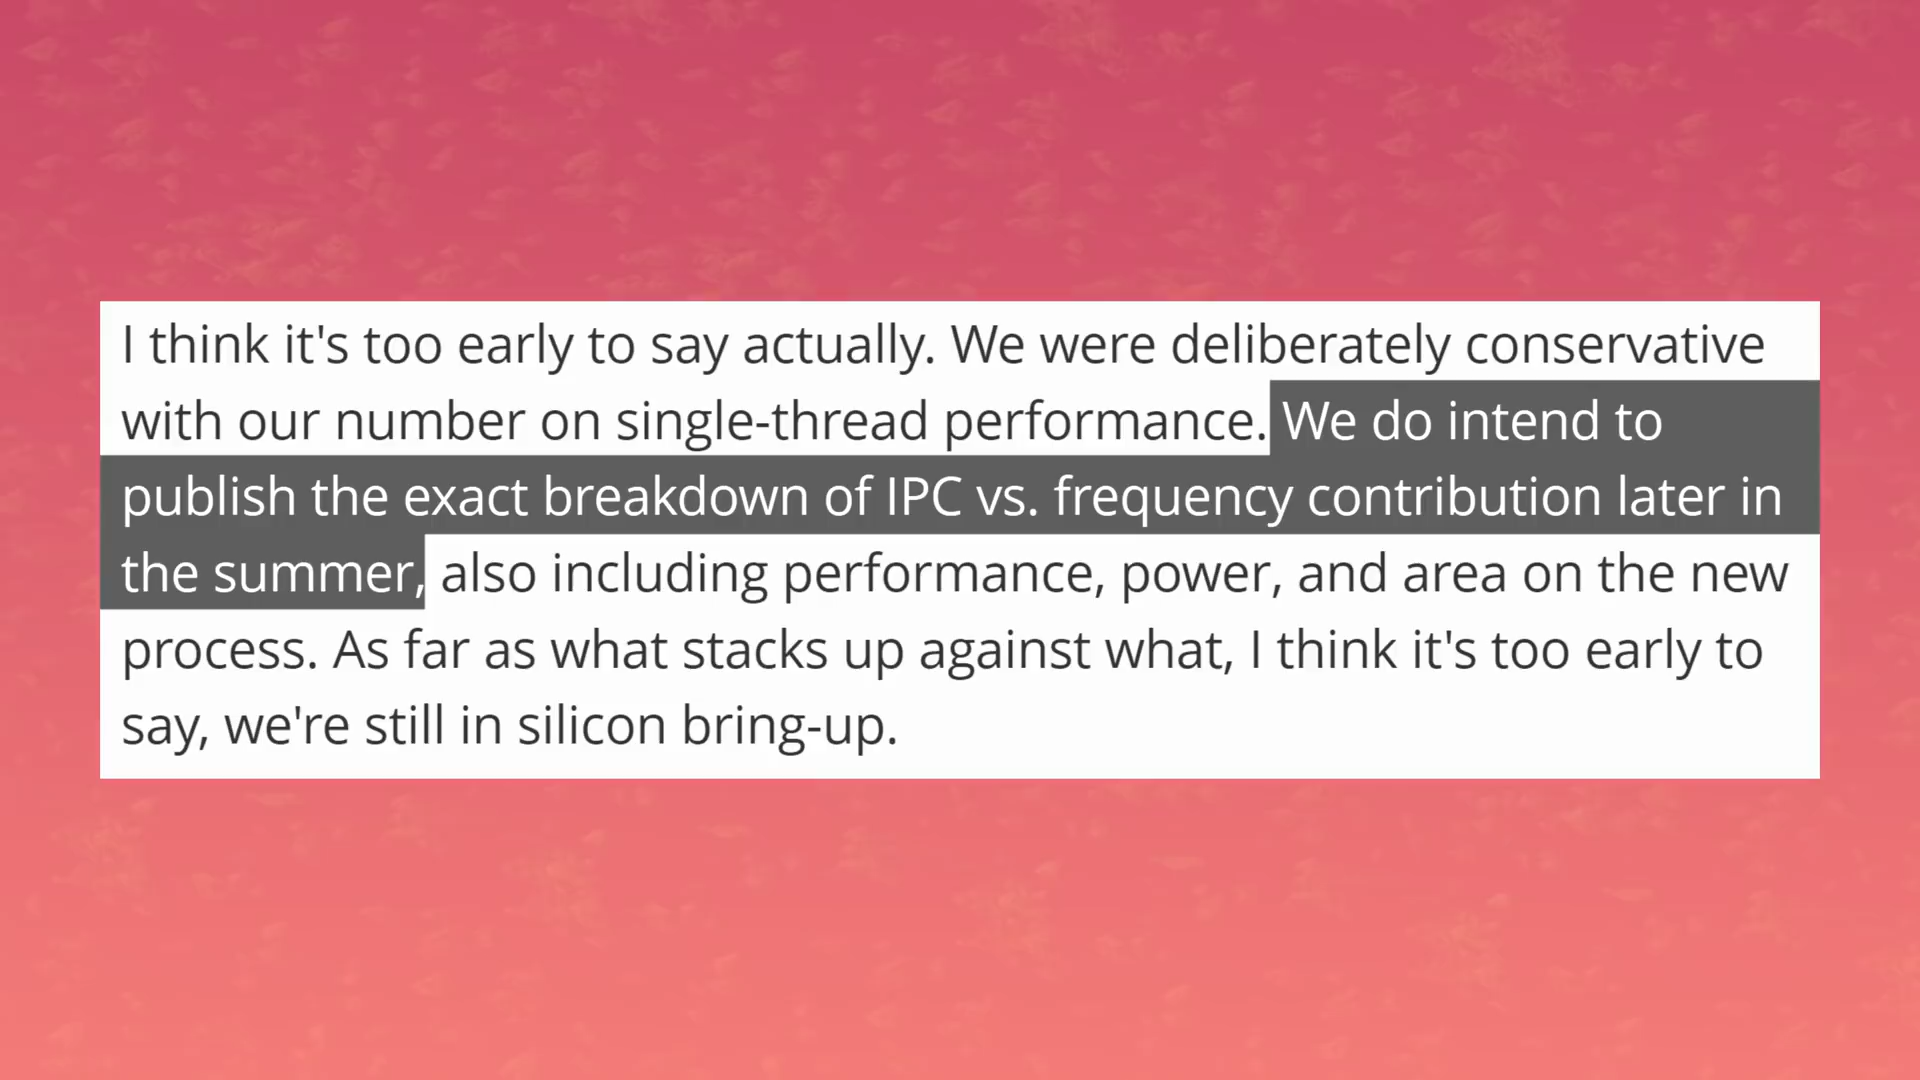 I think it's too early to say actually. We were deliberately conservative
with our number on single-thread performance. We do intend to
publish the exact breakdown of IPC vs. frequency contribution later in
the summer, also including performance, power, and area on the new
process. As far as what stacks up against what, I think it's too early to
say, we're still in silicon bring-up.